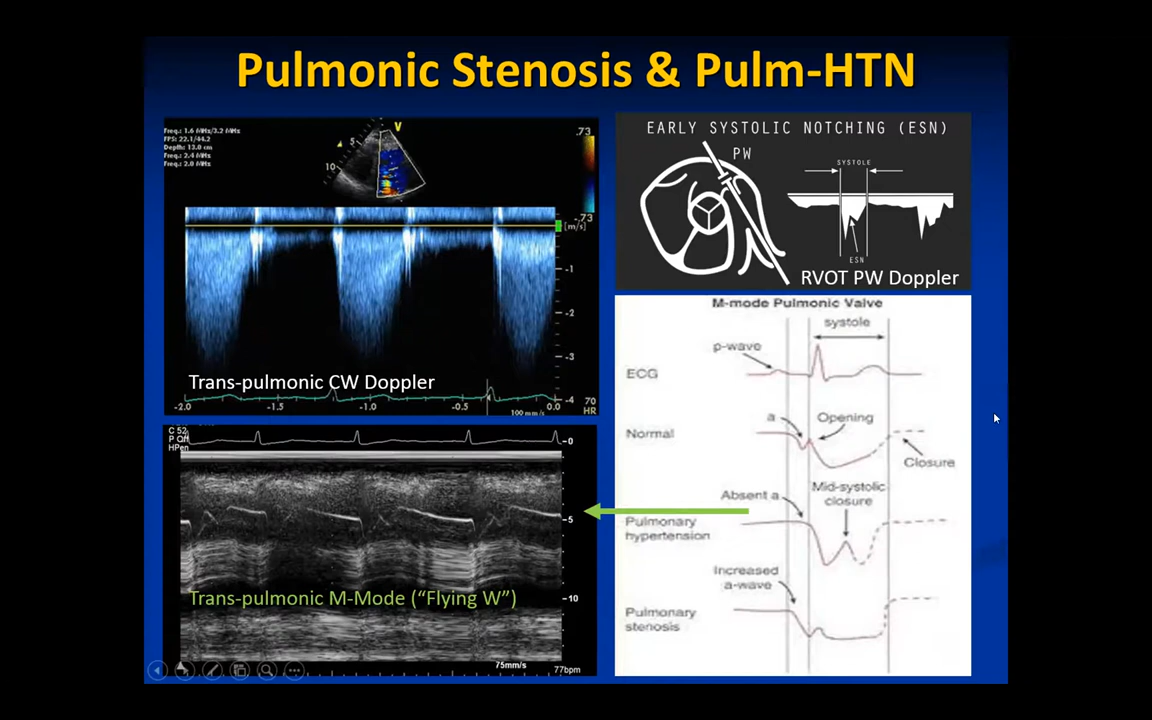 Pulmonic Stenosis & Pulm-HTN
Freq.: 1.6 MHz/3.2 MHz
FPS: 22.1/44.2
Depth: 13.0 cm
Freq.: 2.4 MHz
Freq.: 2.0 MHz
V
5
10
.73
-.73
[m/s]
-1
-2
-3
-4
Trans-pulmonic CW Doppler
-2.0
-1.5
-1.0
-0.5
0.0
100 mm/s
70
HR
EARLY SYSTOLIC NOTCHING (ESN)
PW
SYSTOLE
ESN
RVOT PW Doppler
C 52
P Off
HPen
-0
-5
-10
Trans-pulmonic M-Mode (“Flying W”)
75mm/s
77bpm
M-mode Pulmonic Valve
systole
p-wave
ECG
a
Opening
Normal
Closure
Absent a
Mid-systolic
closure
Pulmonary
hypertension
Increased
a-wave
Pulmonary
stenosis